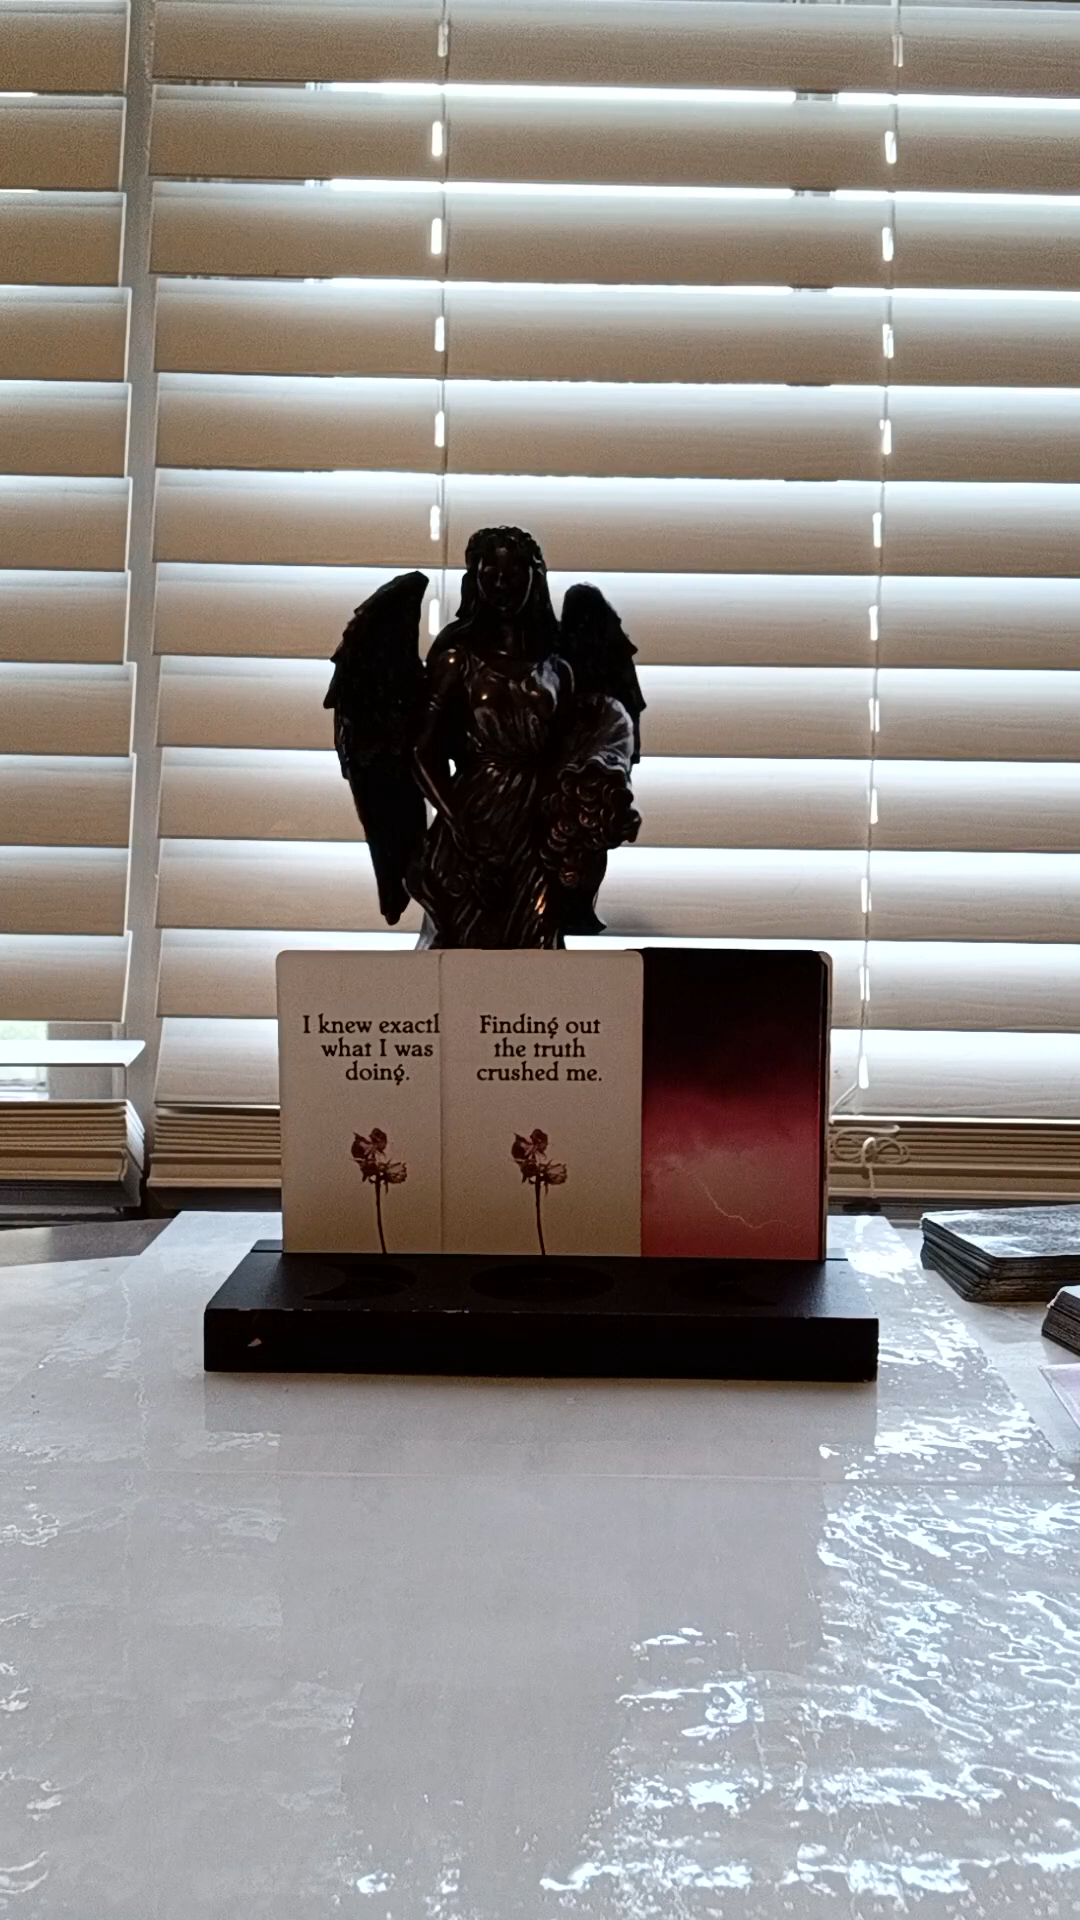 I knew exactl
what I was
doing.
Finding out
the truth
crushed me.